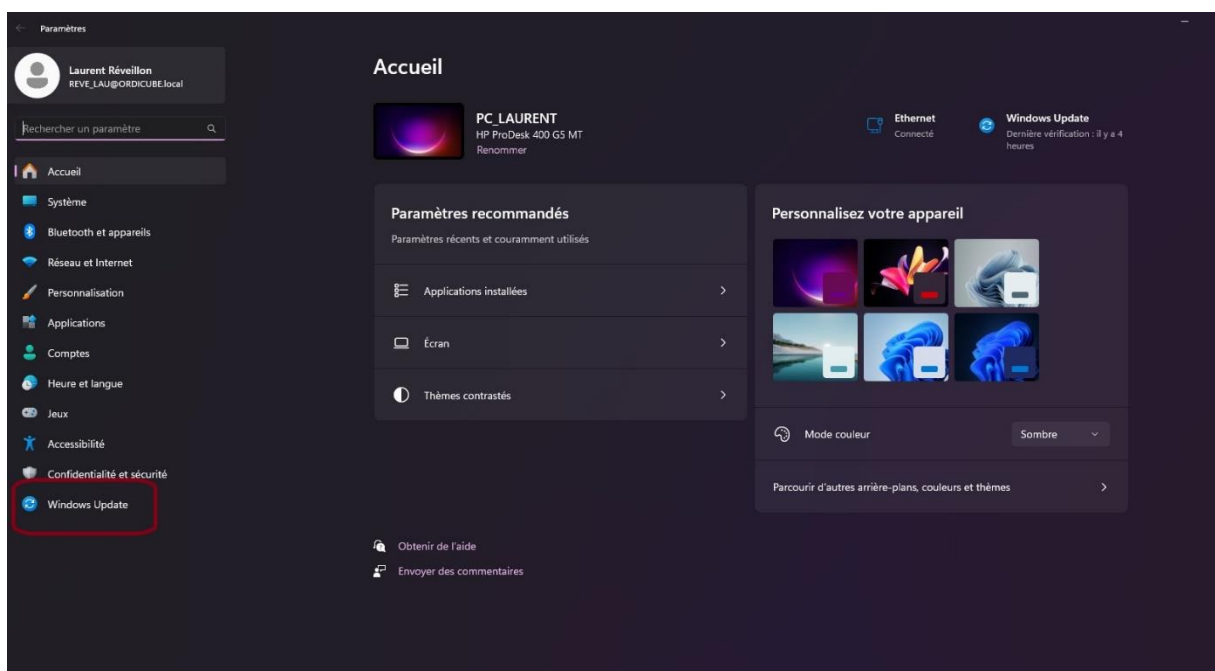 Paramètres
Laurent Réveillon
REVE_LAU@ORDICUBE.local
Rechercher un paramètre
Accueil
Système
Bluetooth et appareils
Réseau et Internet
Personnalisation
Applications
Comptes
Heure et langue
Jeux
Accessibilité
Confidentialité et sécurité
Windows Update
Accueil
PC_LAURENT
HP ProDesk 400 G5 MT
Renommer
Ethernet
Connecté
Windows Update
Dernière vérification : il y a 4
heures
Paramètres recommandés
Paramètres récents et couramment utilisés
Applications installées
Écran
Thèmes contrastés
Personnalisez votre appareil
Mode couleur
Sombre
Parcourir d'autres arrière-plans, couleurs et thèmes
Obtenir de l'aide
Envoyer des commentaires